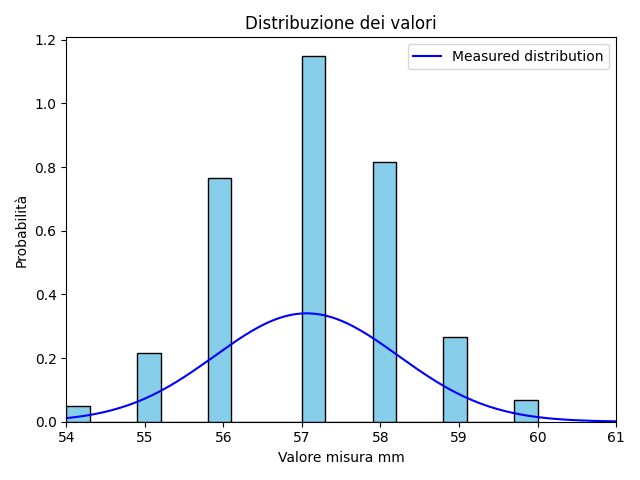 Distribuzione dei valori
Measured distribution
Probabilità
1.2
1.0
0.8
0.6
0.4
0.2
0.0
54 55 56 57 58 59 60 61
Valore misura mm